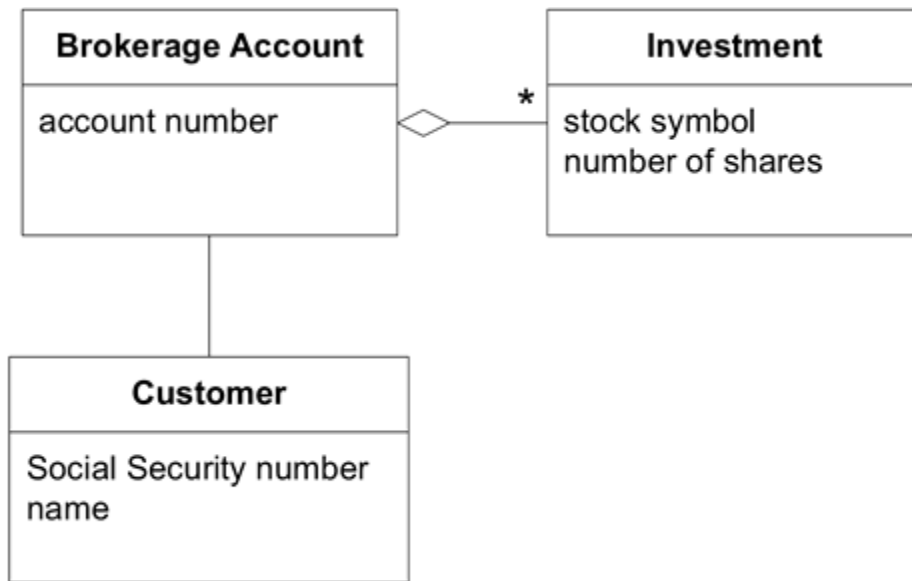 Brokerage Account
account number
*
Investment
stock symbol
number of shares
Customer
Social Security number
name